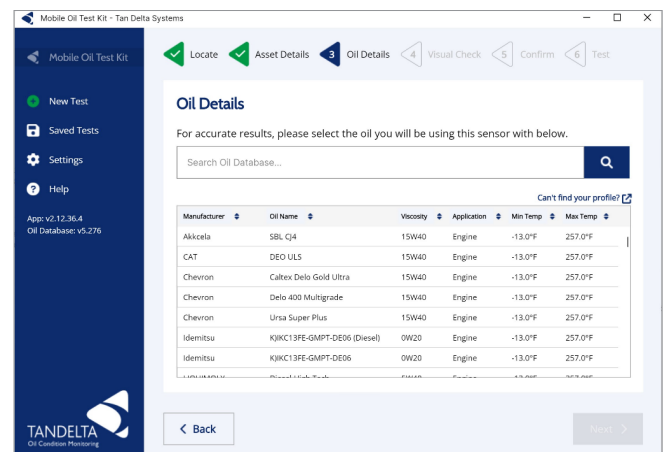 Mobile Oil Test Kit - Tan Delta Systems
Mobile Oil Test Kit
Locate
Asset Details
3 Oil Details
4 Visual Check
5 Confirm
6 Test
New Test
Saved Tests
Settings
Help
App: v2.12.36.4
Oil Database: v5.276
Oil Details
For accurate results, please select the oil you will be using this sensor with below.
Search Oil Database...
Can't find your profile?
Manufacturer Oil Name Viscosity Application Min Temp Max Temp
Akkcela SBL CJ4 15W40 Engine -13.0°F 257.0°F
CAT DEO ULS 15W40 Engine -13.0°F 257.0°F
Chevron Caltex Delo Gold Ultra 15W40 Engine -13.0°F 257.0°F
Chevron Delo 400 Multigrade 15W40 Engine -13.0°F 257.0°F
Chevron Ursa Super Plus 15W40 Engine -13.0°F 257.0°F
Idemitsu KJIKC13FE-GMPT-DE06 (Diesel) 0W20 Engine -13.0°F 257.0°F
Idemitsu KJIKC13FE-GMPT-DE06 0W20 Engine -13.0°F 257.0°F
Back
Next
TANDELTA
Oil Condition Monitoring